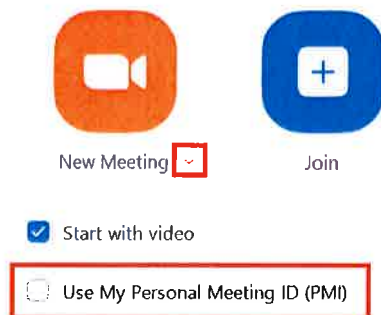 New Meeting
Join
Start with video
Use My Personal Meeting ID (PMI)